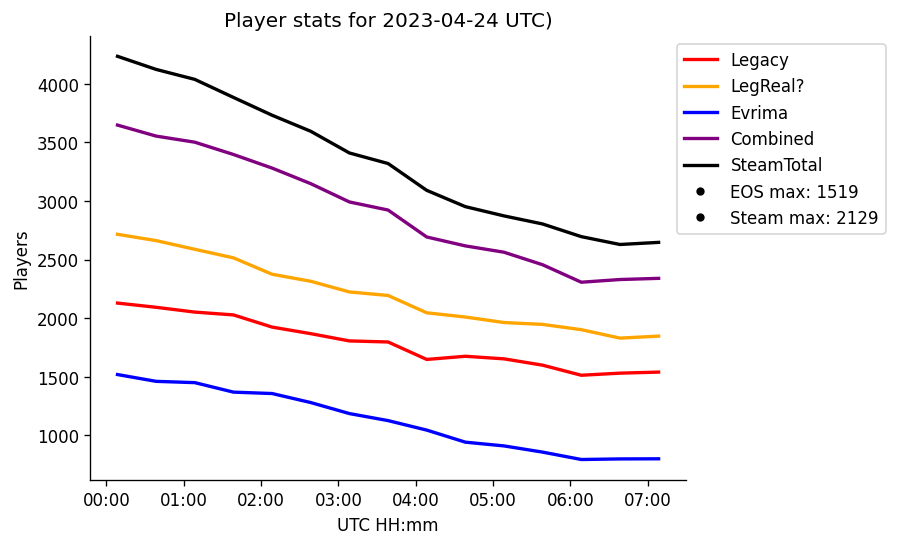 Player stats for 2023-04-24 UTC)
Players
4000
3500
3000
2500
2000
1500
1000
00:00 01:00 02:00 03:00 04:00 05:00 06:00 07:00
UTC HH:mm
Legacy
LegReal?
Evrima
Combined
SteamTotal
EOS max: 1519
Steam max: 2129